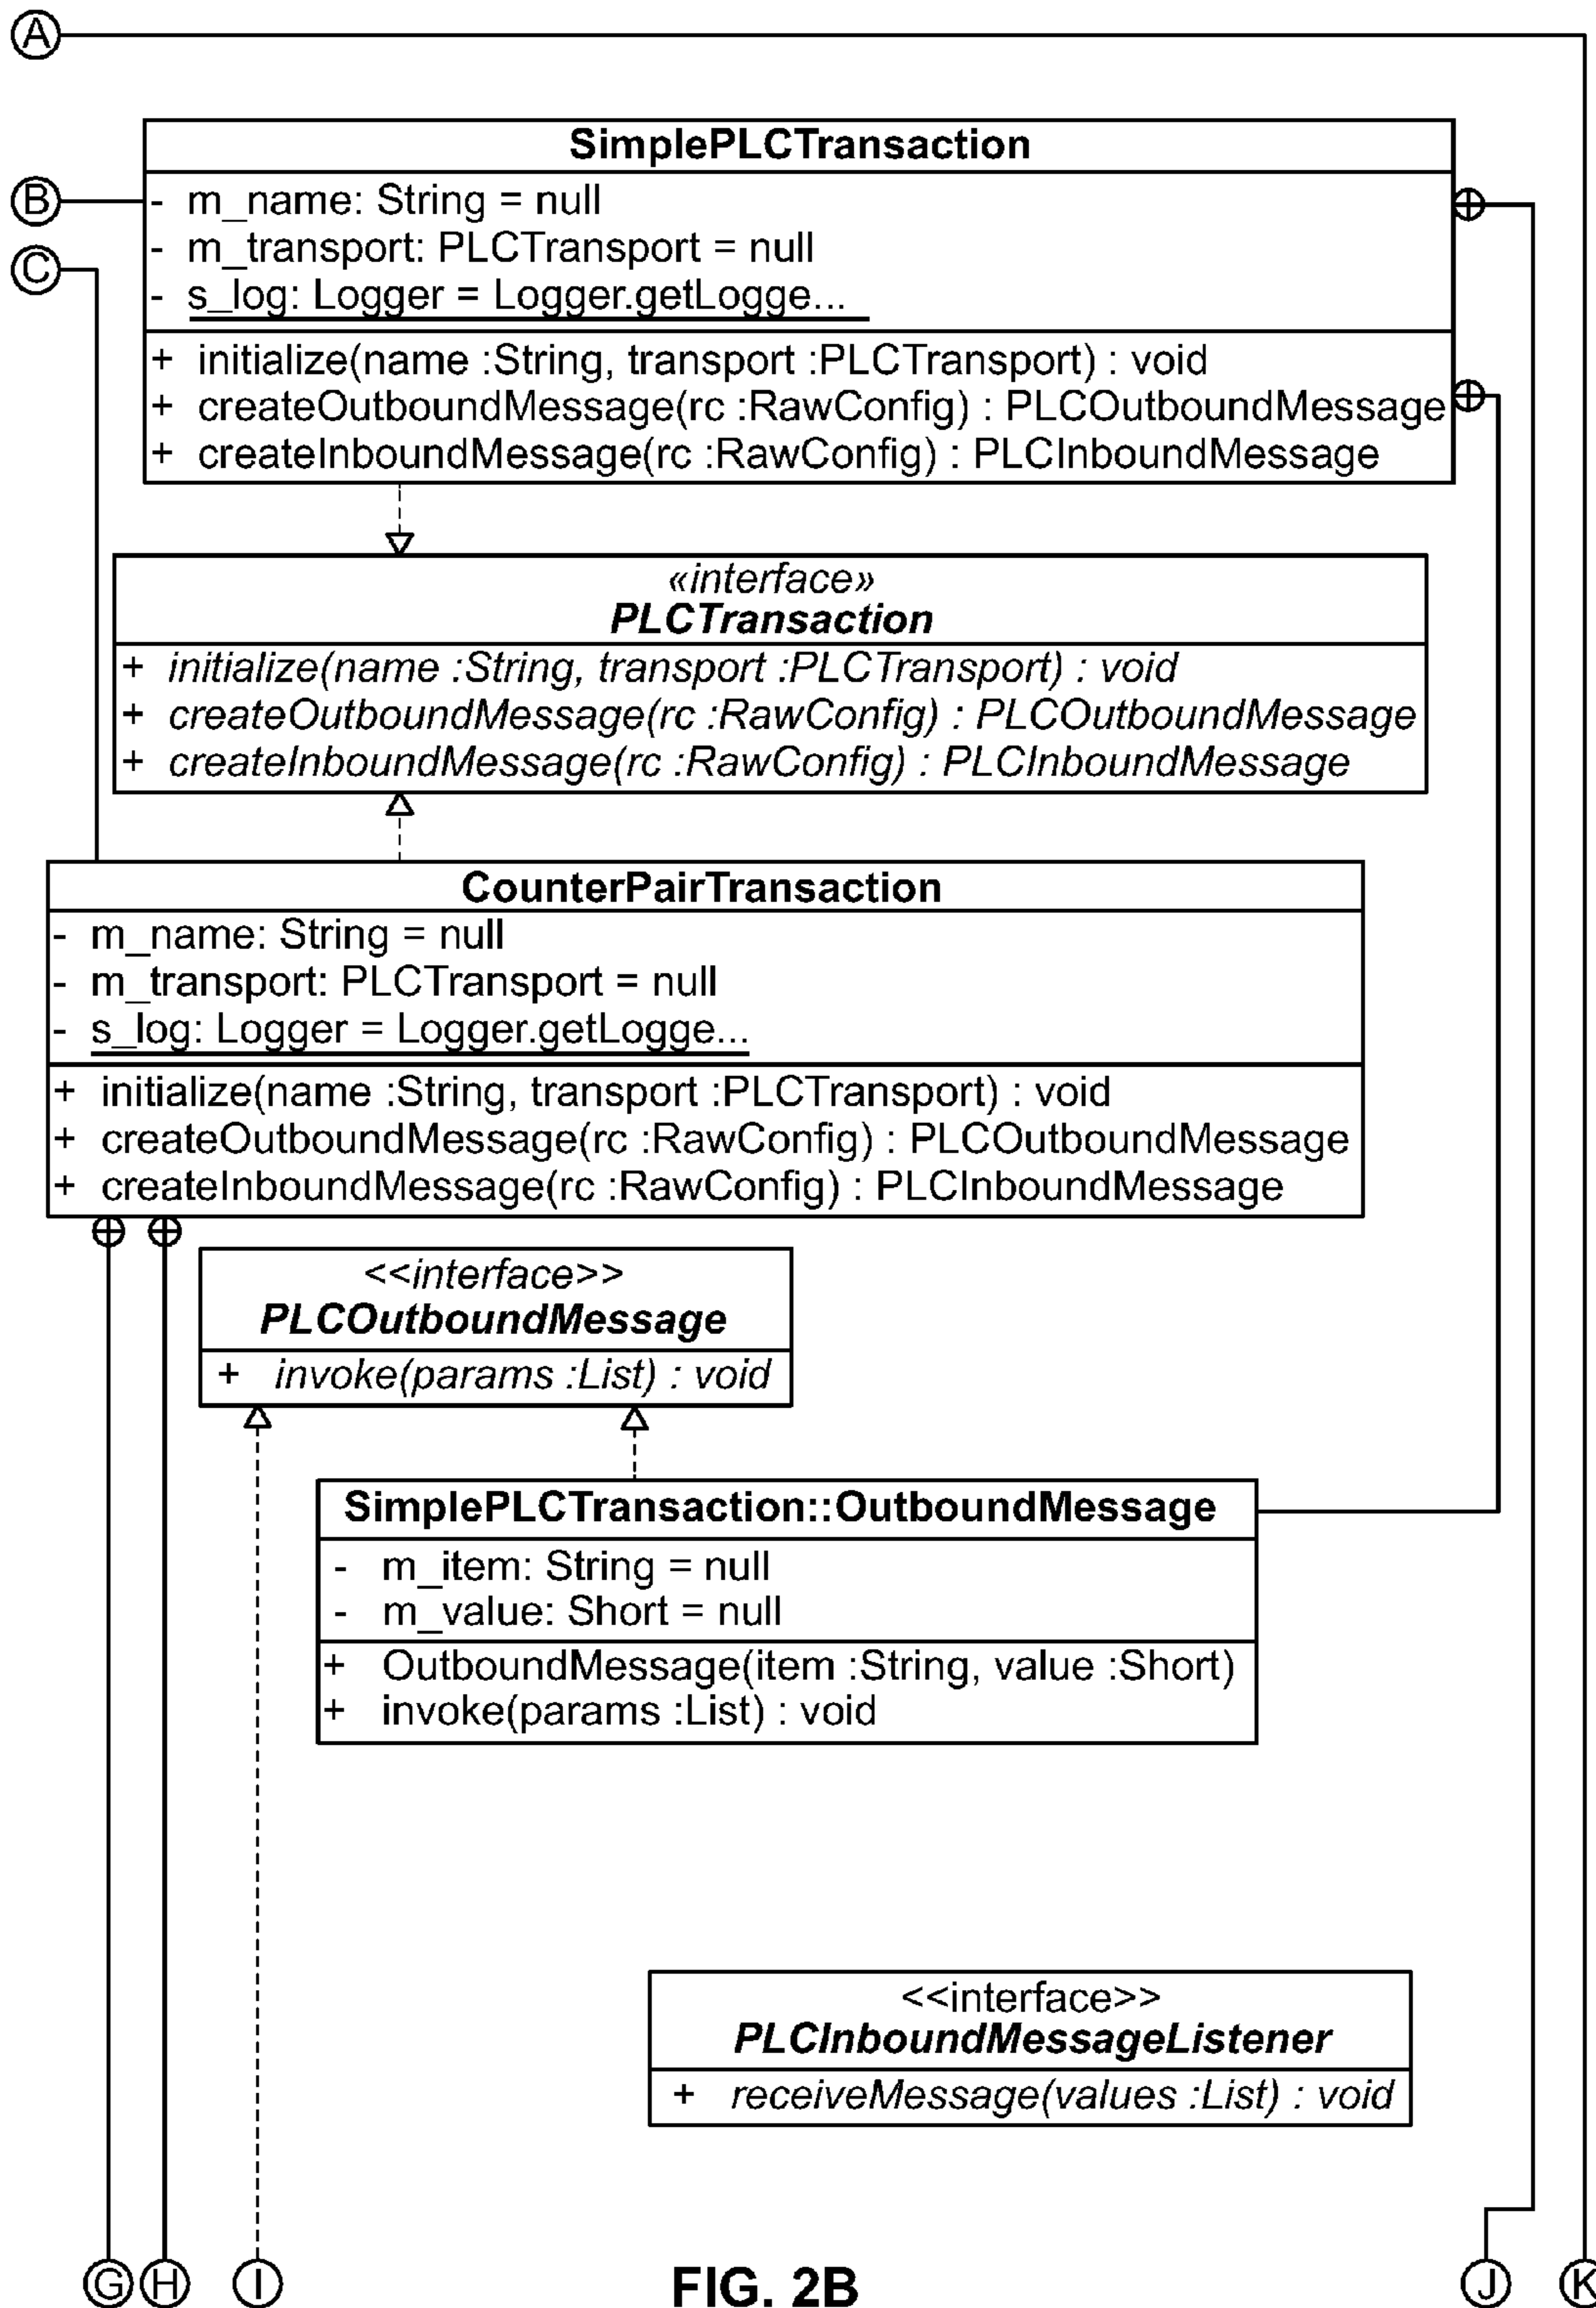 A
SimplePLCTransaction
B
- m_name: String = null
- m_transport: PLCTransport = null
C
- s_log: Logger = Logger.getLogge...
+ initialize(name :String, transport :PLCTransport) : void
+ createOutboundMessage(rc :RawConfig) : PLCOutboundMessage
+ createInboundMessage(rc :RawConfig) : PLCInboundMessage
«interface»
PLCTransaction
+ initialize(name :String, transport :PLCTransport) : void
+ createOutboundMessage(rc :RawConfig) : PLCOutboundMessage
+ createInboundMessage(rc :RawConfig) : PLCInboundMessage
CounterPairTransaction
- m_name: String = null
- m_transport: PLCTransport = null
- s_log: Logger = Logger.getLogge...
+ initialize(name :String, transport :PLCTransport) : void
+ createOutboundMessage(rc :RawConfig) : PLCOutboundMessage
+ createInboundMessage(rc :RawConfig) : PLCInboundMessage
<<interface>>
PLCOutboundMessage
+ invoke(params :List) : void
SimplePLCTransaction::OutboundMessage
- m_item: String = null
- m_value: Short = null
+ OutboundMessage(item :String, value :Short)
+ invoke(params :List) : void
<<interface>>
PLCInboundMessageListener
+ receiveMessage(values :List) : void
G H I J K
FIG. 2B